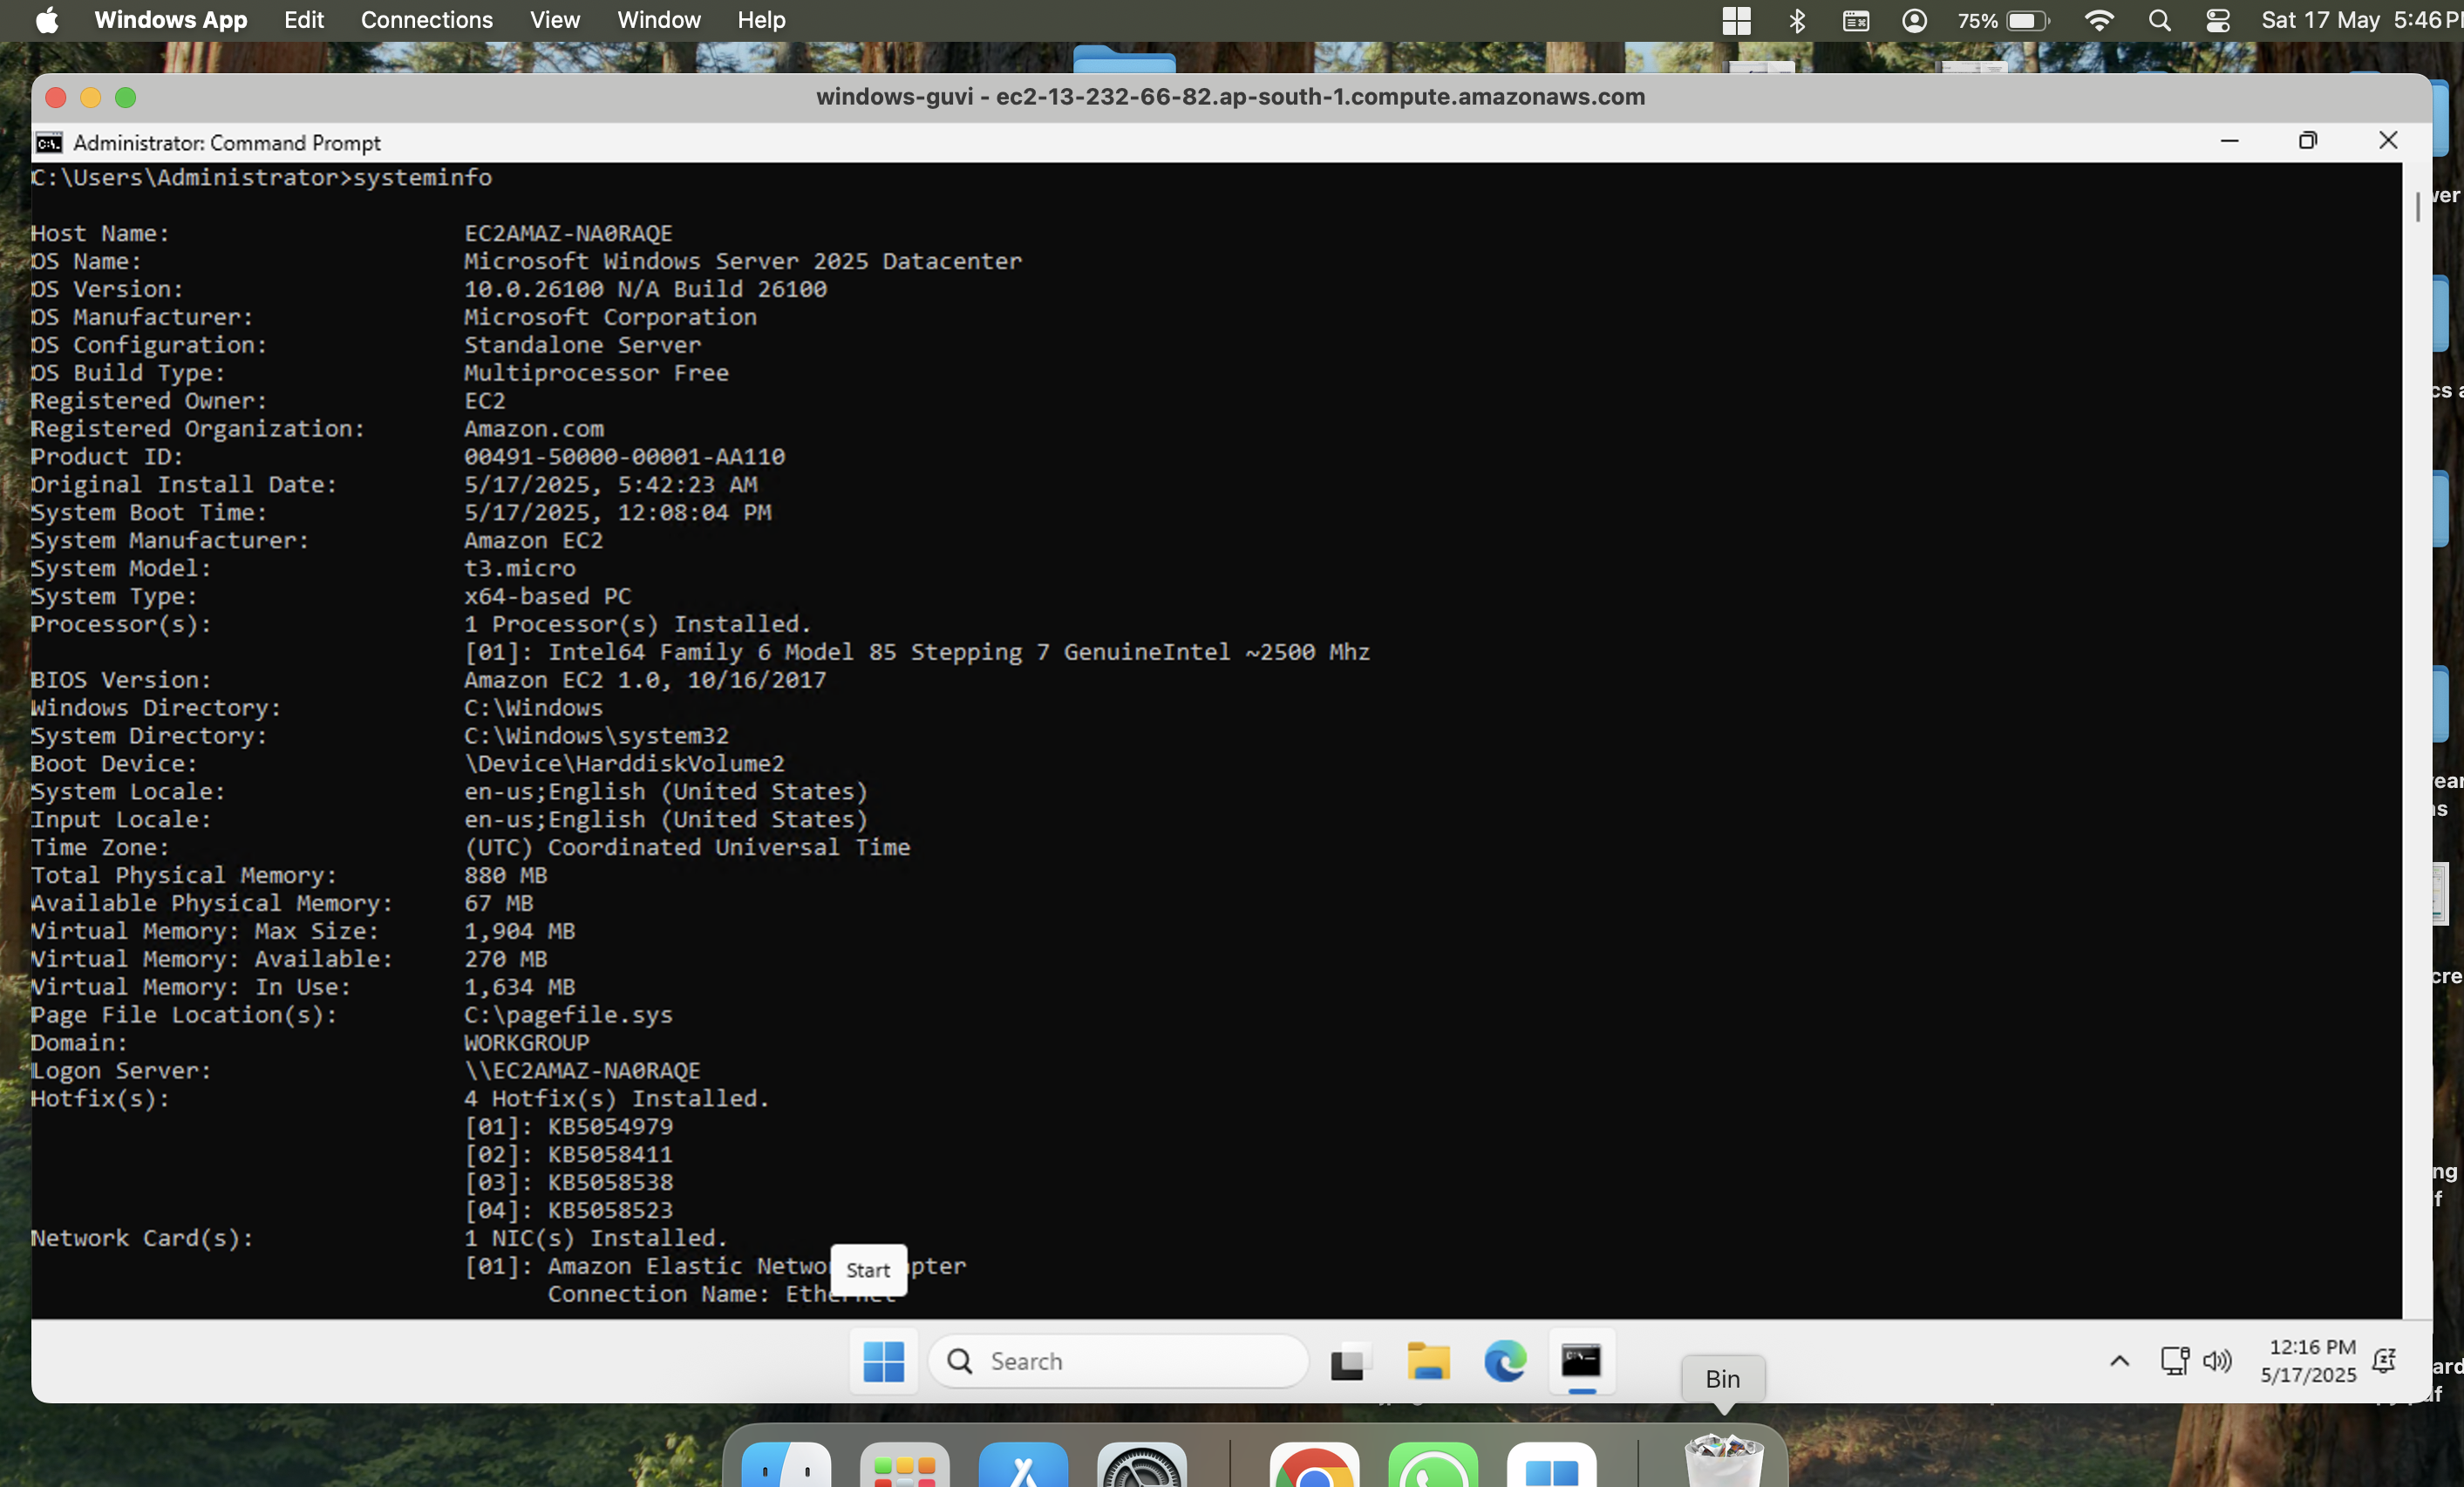 Windows App Edit Connections View Window Help 75% Sat 17 May 5:46
windows-guvi - ec2-13-232-66-82.ap-south-1.compute.amazonaws.com
Administrator: Command Prompt
C:\Users\Administrator>systeminfo
Host Name: EC2AMAZ-NA0RAQE
OS Name: Microsoft Windows Server 2025 Datacenter
OS Version: 10.0.26100 N/A Build 26100
OS Manufacturer: Microsoft Corporation
OS Configuration: Standalone Server
OS Build Type: Multiprocessor Free
Registered Owner: EC2
Registered Organization: Amazon.com
Product ID: 00491-50000-00001-AA110
Original Install Date: 5/17/2025, 5:42:23 AM
System Boot Time: 5/17/2025, 12:08:04 PM
System Manufacturer: Amazon EC2
System Model: t3.micro
System Type: x64-based PC
Processor(s): 1 Processor(s) Installed.
[01]: Intel64 Family 6 Model 85 Stepping 7 GenuineIntel ~2500 Mhz
BIOS Version: Amazon EC2 1.0, 10/16/2017
Windows Directory: C:\Windows
System Directory: C:\Windows\system32
Boot Device: \Device\HarddiskVolume2
System Locale: en-us;English (United States)
Input Locale: en-us;English (United States)
Time Zone: (UTC) Coordinated Universal Time
Total Physical Memory: 880 MB
Available Physical Memory: 67 MB
Virtual Memory: Max Size: 1,904 MB
Virtual Memory: Available: 270 MB
Virtual Memory: In Use: 1,634 MB
Page File Location(s): C:\pagefile.sys
Domain: WORKGROUP
Logon Server: \\EC2AMAZ-NA0RAQE
Hotfix(s): 4 Hotfix(s) Installed.
[01]: KB5054979
[02]: KB5058411
[03]: KB5058538
[04]: KB5058523
Network Card(s): 1 NIC(s) Installed.
[01]: Amazon Elastic
Start
Connection Name:
Search
12:16 PM
5/17/2025
Bin